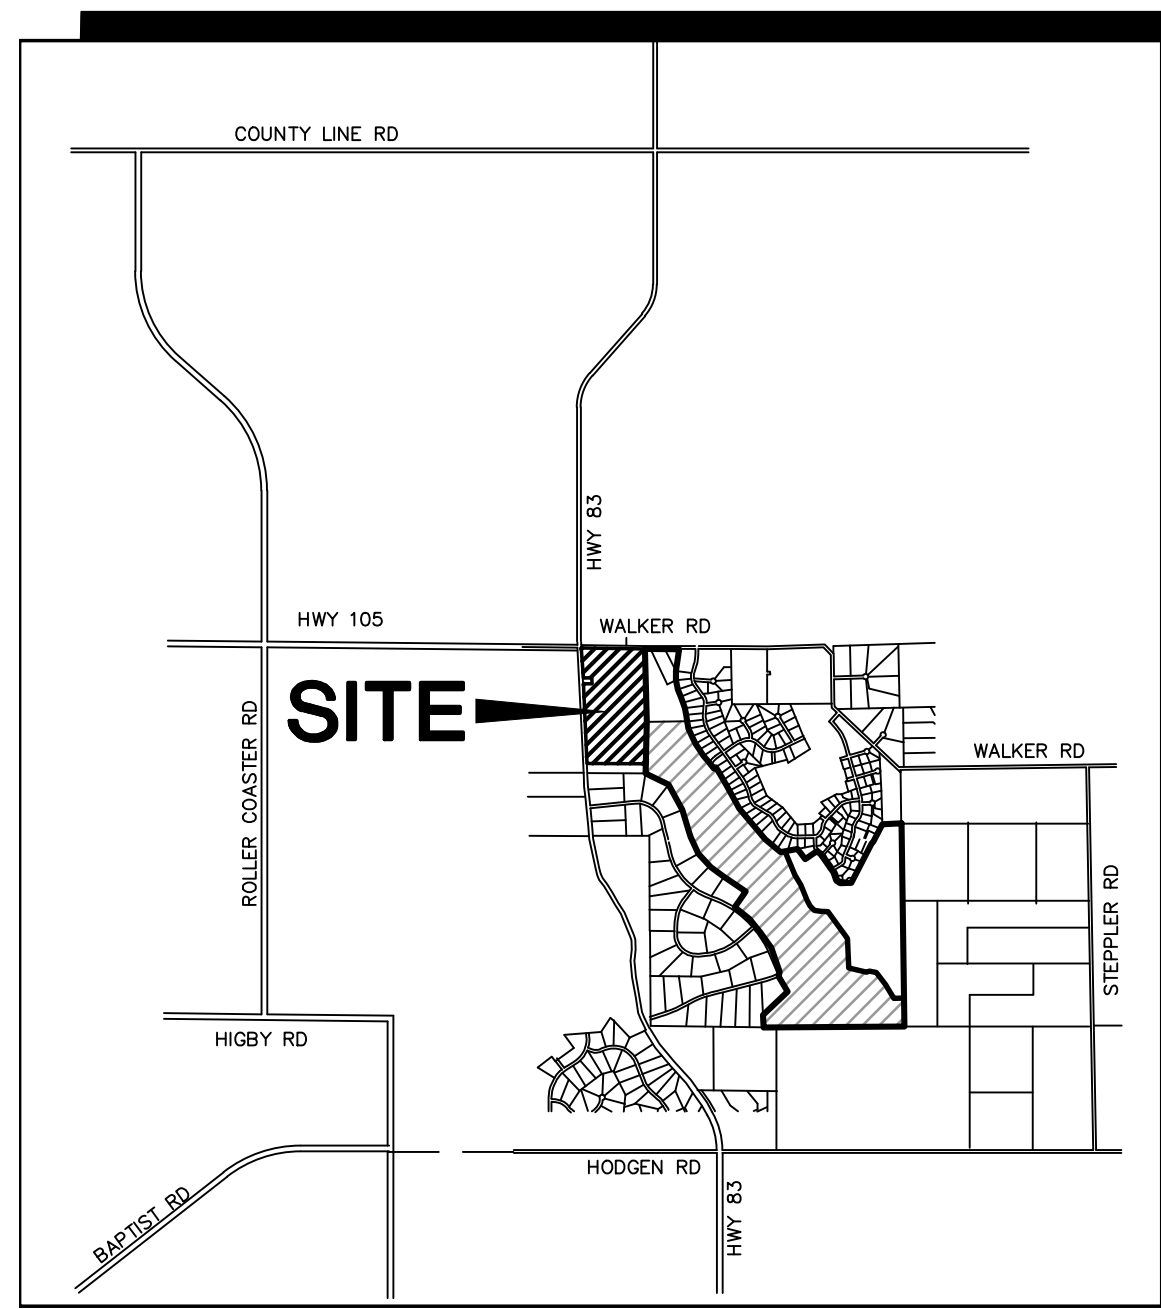 COUNTY LINE RD
HWY 83
HWY 105
WALKER RD
SITE
ROLLER COASTER RD
WALKER RD
STEPPLER RD
HIGBY RD
HODGEN RD
BAPTIST RD
HWY 83